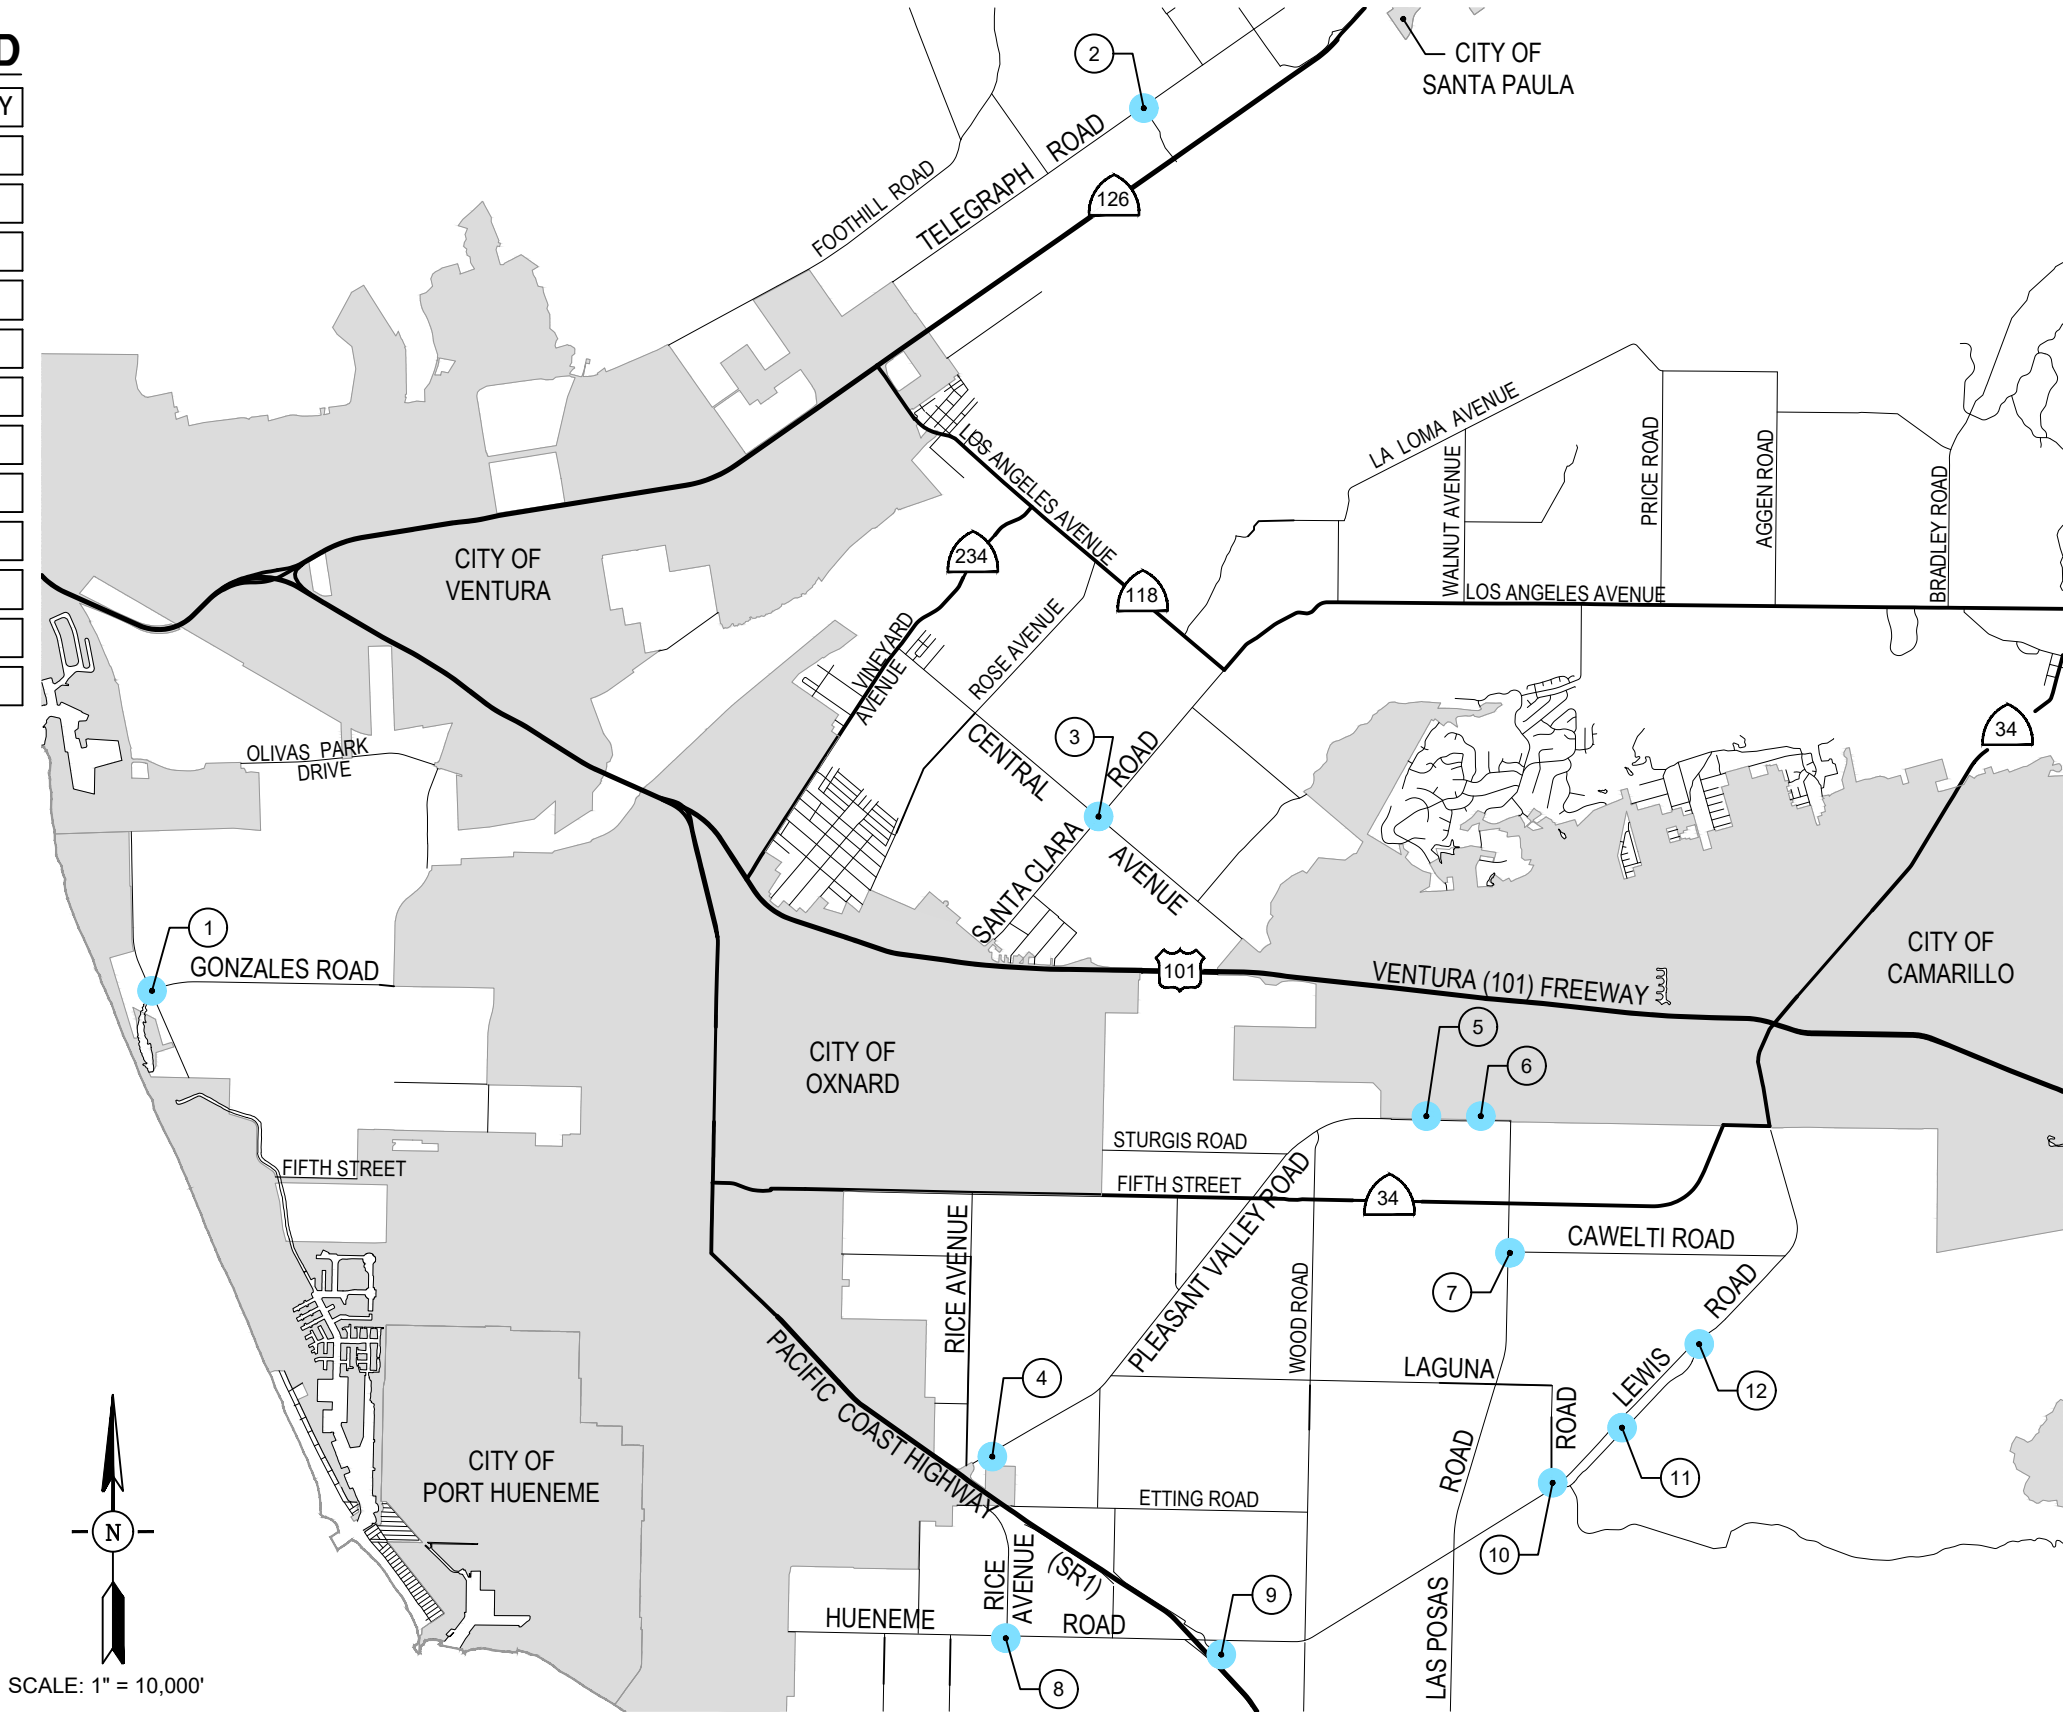 D
Y
2
CITY OF
SANTA PAULA
TELEGRAPH ROAD
FOOTHILL ROAD
126
LOS ANGELES AVENUE
LA LOMA AVENUE
WALNUT AVENUE
PRICE ROAD
AGGEN ROAD
BRADLEY ROAD
CITY OF
VENTURA
234
118
LOS ANGELES AVENUE
VINEYARD
AVENUE
ROSE AVENUE
34
OLIVAS PARK
DRIVE
CENTRAL
AVENUE
3
SANTA CLARA ROAD
1
GONZALES ROAD
101
VENTURA (101) FREEWAY
CITY OF
CAMARILLO
CITY OF
OXNARD
5
6
STURGIS ROAD
FIFTH STREET
FIFTH STREET
34
RICE AVENUE
PLEASANT VALLEY ROAD
WOOD ROAD
CAWELTI ROAD
7
LEWIS ROAD
PACIFIC COAST HIGHWAY
(SR1)
4
LAGUNA
ROAD
12
11
CITY OF
PORT HUENEME
N
ETTING ROAD
10
RICE
AVENUE
9
HUENEME ROAD
LAS POSAS ROAD
8
SCALE: 1" = 10,000'